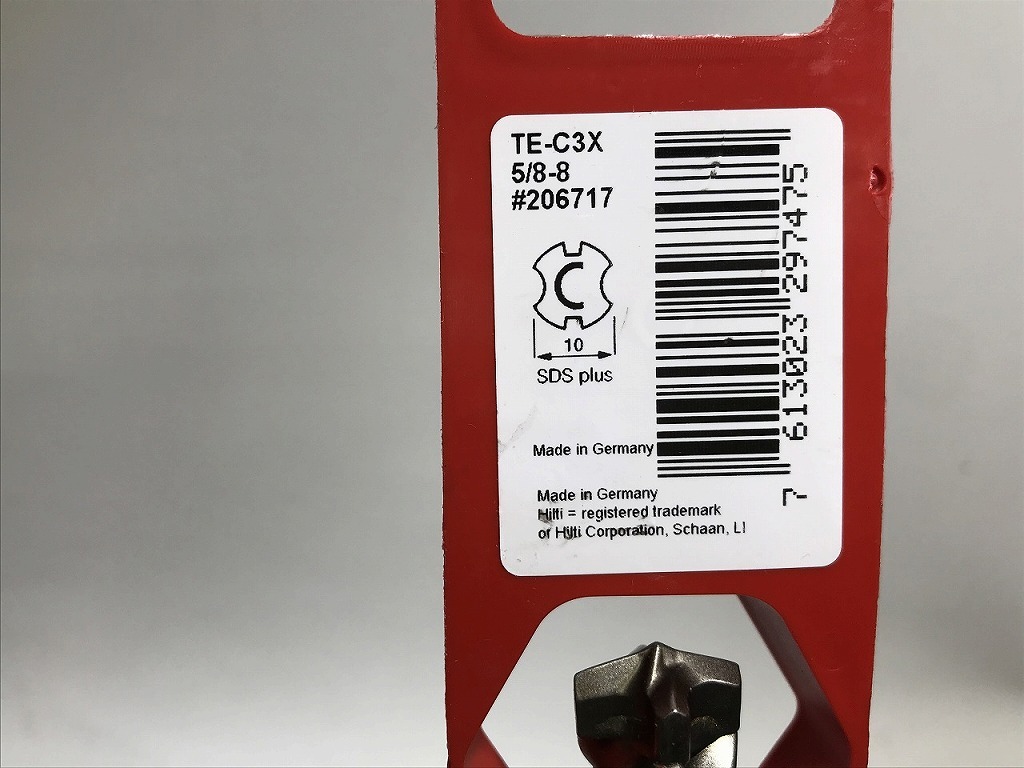 TE-C3X
5/8-8
#206717
C
10
SDS plus
Made in Germany
Made in Germany
Hilti = registered trademark
or Hilti Corporation, Schaan, LI
7 613023 297475